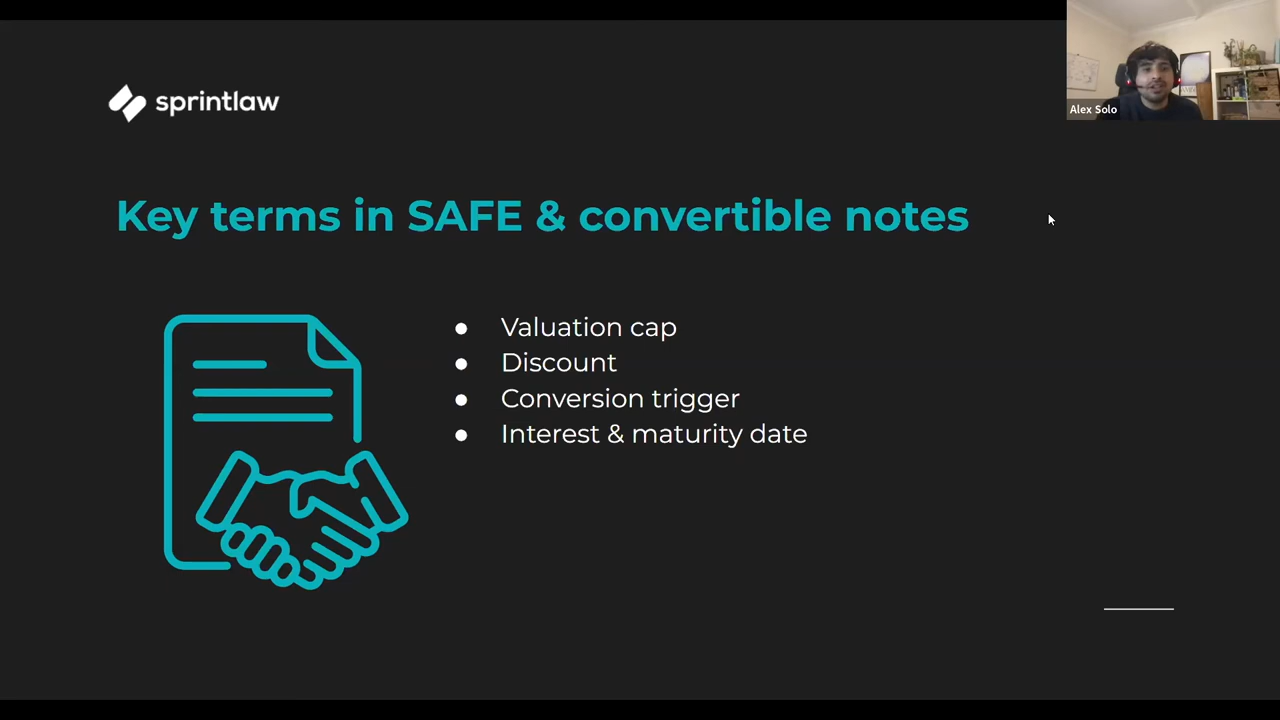 sprintlaw
Alex Solo
Key terms in SAFE & convertible notes
● Valuation cap
● Discount
● Conversion trigger
● Interest & maturity date